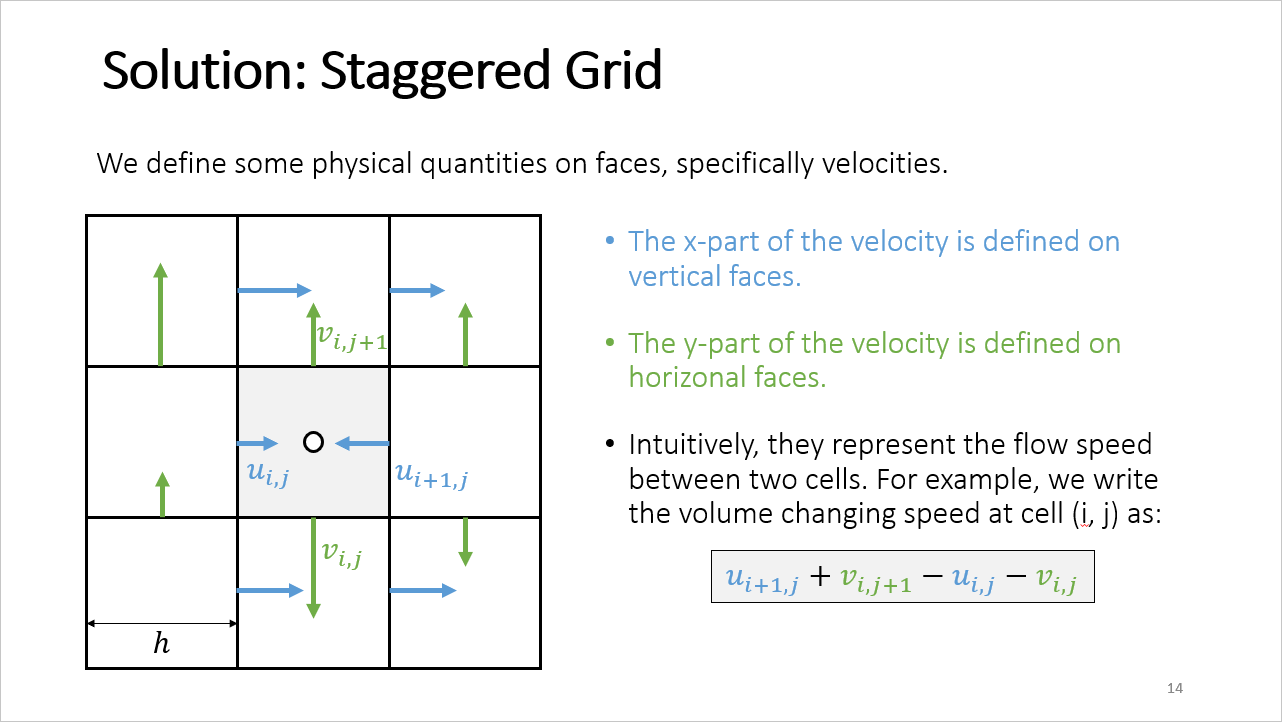 Solution: Staggered Grid
We define some physical quantities on faces, specifically velocities.
• The x-part of the velocity is defined on
vertical faces.
• The y-part of the velocity is defined on
horizonal faces.
• Intuitively, they represent the flow speed
between two cells. For example, we write
the volume changing speed at cell (i, j) as:
u_{i+1,j} + v_{i,j+1} − u_{i,j} − v_{i,j}
v_{i,j+1}
u_{i,j}
u_{i+1,j}
v_{i,j}
h
14